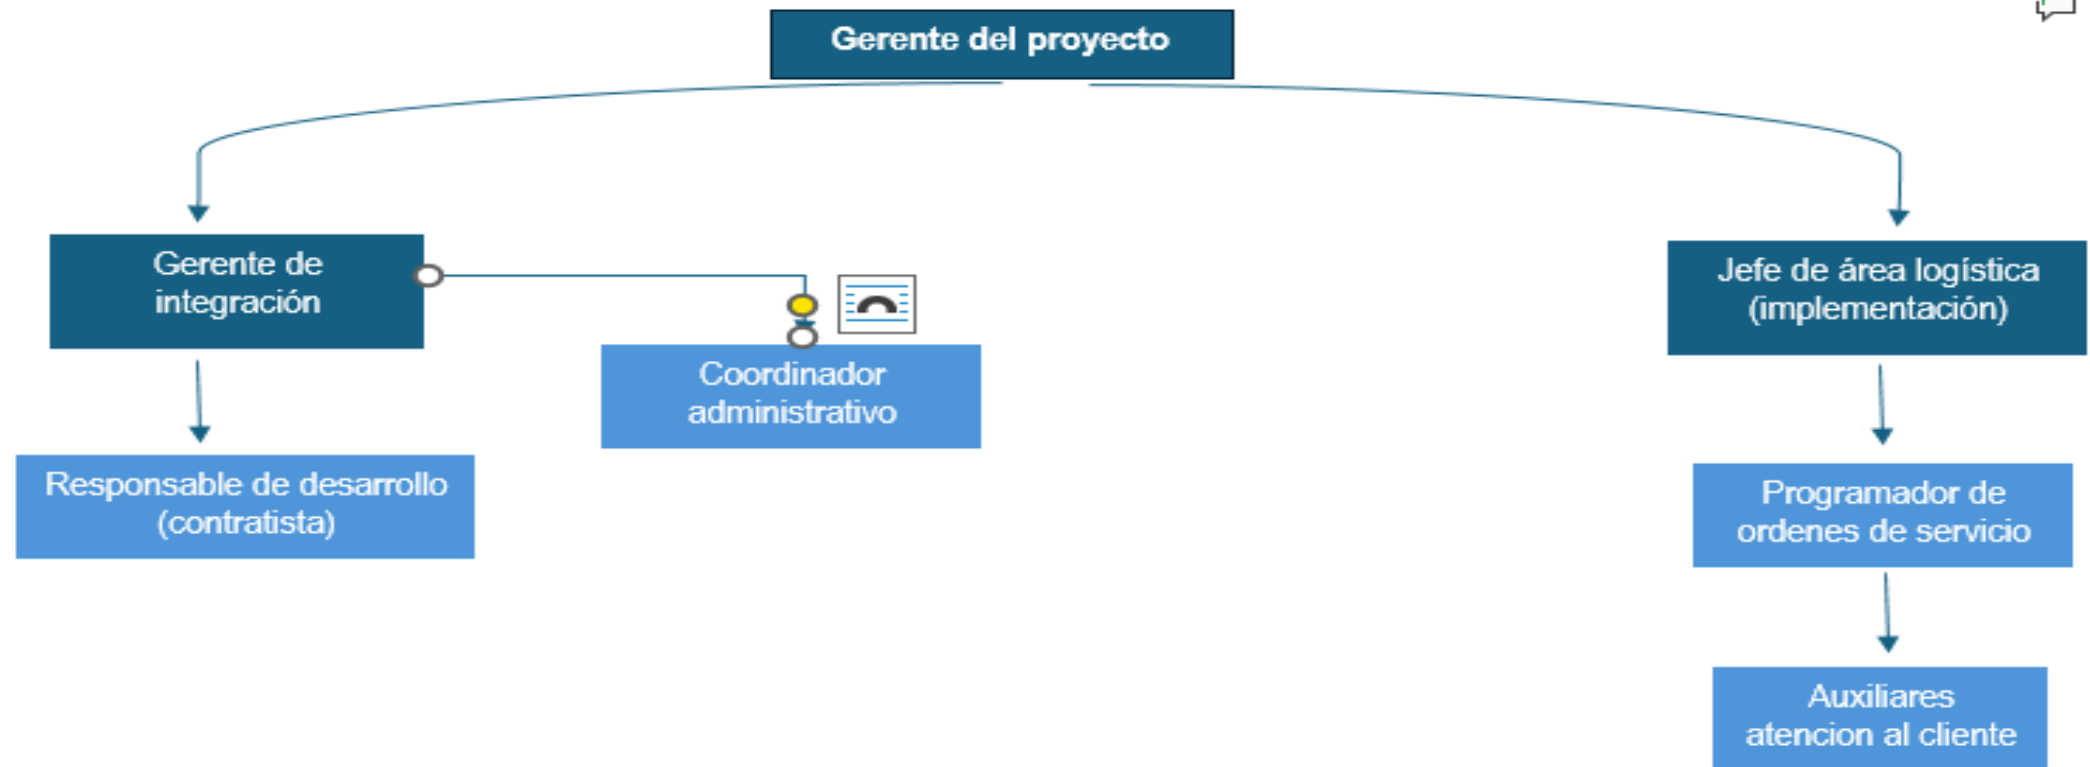 Gerente del proyecto
Gerente de
integración
Jefe de área logística
(implementación)
Coordinador
administrativo
Responsable de desarrollo
(contratista)
Programador de
ordenes de servicio
Auxiliares
atencion al cliente